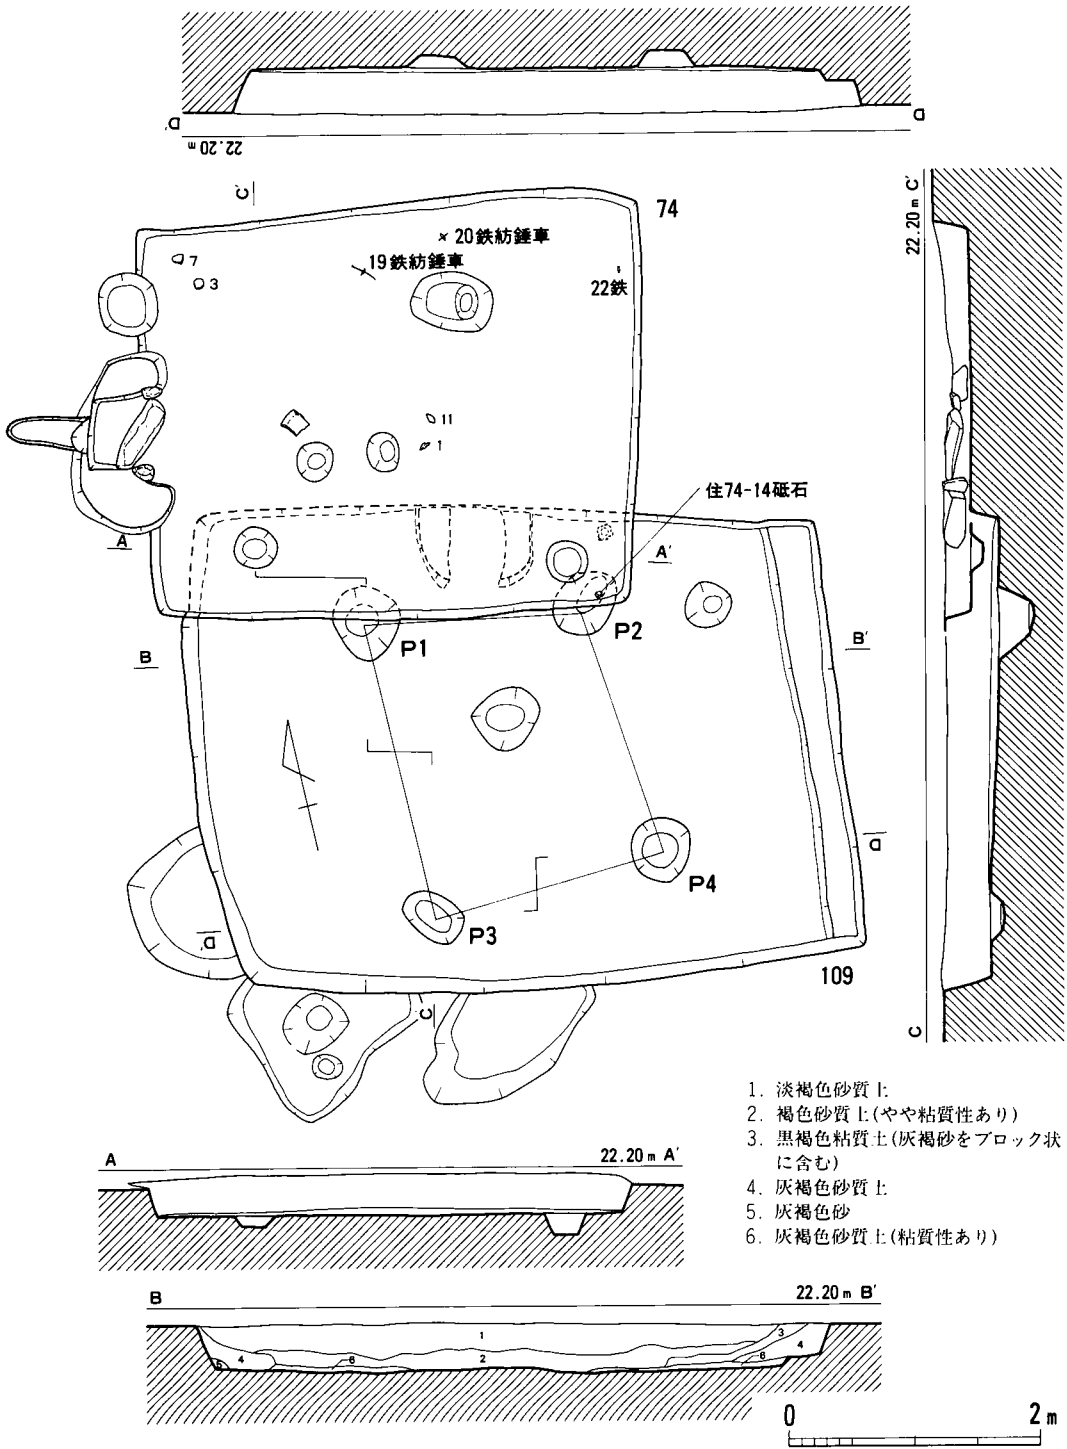 D'
D
22.20 m
C'
74
20鉄紡錘車
19鉄紡錘車
7
3
22鉄
11
1
住74-14砥石
A
A'
P1
P2
B
B'
D
P4
P3
D'
109
C
22.20 m C'
C
1. 淡褐色砂質土
2. 褐色砂質土(やや粘質性あり)
3. 黒褐色粘質土(灰褐砂をブロック状
に含む)
4. 灰褐色砂質土
5. 灰褐色砂
6. 灰褐色砂質土(粘質性あり)
A
22.20 m A'
B
22.20 m B'
1
3
4
4
2
6
6
5
0
2 m